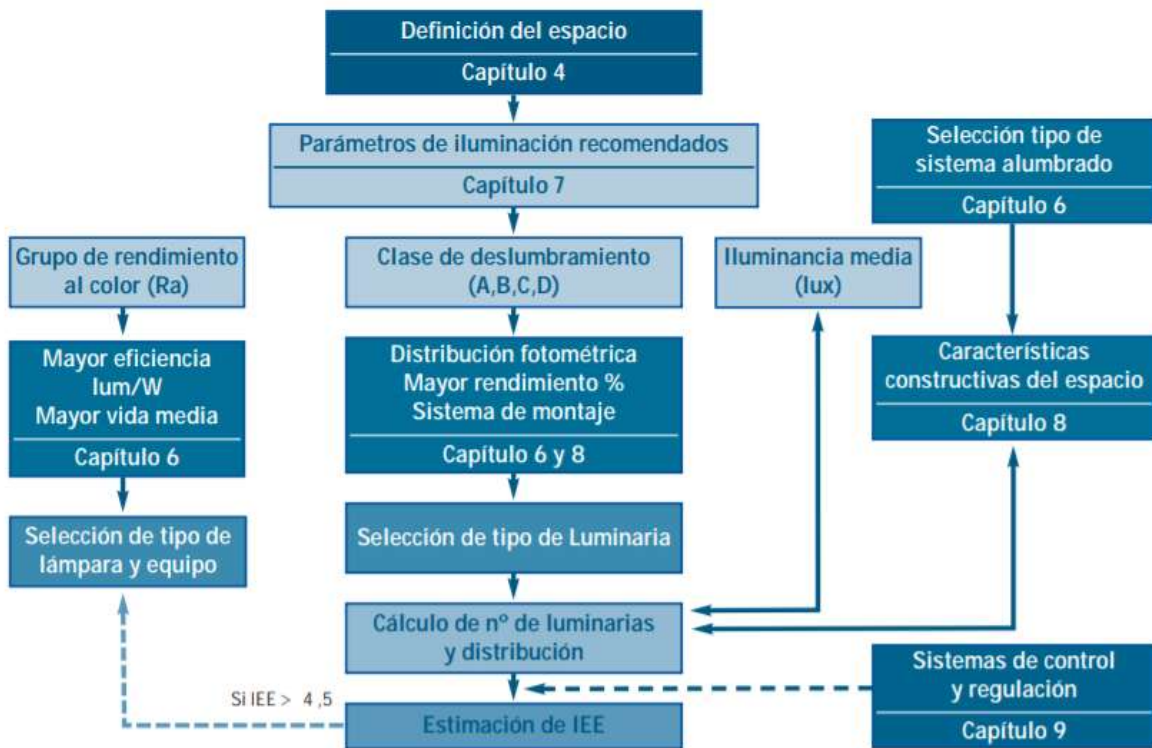 Definición del espacio
Capítulo 4
Parámetros de iluminación recomendados
Capítulo 7
Selección tipo de
sistema alumbrado
Capítulo 6
Grupo de rendimiento
al color (Ra)
Clase de deslumbramiento
(A,B,C,D)
Iluminancia media
(lux)
Mayor eficiencia
lum/W
Mayor vida media
Capítulo 6
Distribución fotométrica
Mayor rendimiento %
Sistema de montaje
Capítulo 6 y 8
Características
constructivas del espacio
Capítulo 8
Selección de tipo de
lámpara y equipo
Selección de tipo de Luminaria
Cálculo de nº de luminarias
y distribución
Sistemas de control
y regulación
Capítulo 9
Si IEE > 4 ,5
Estimación de IEE